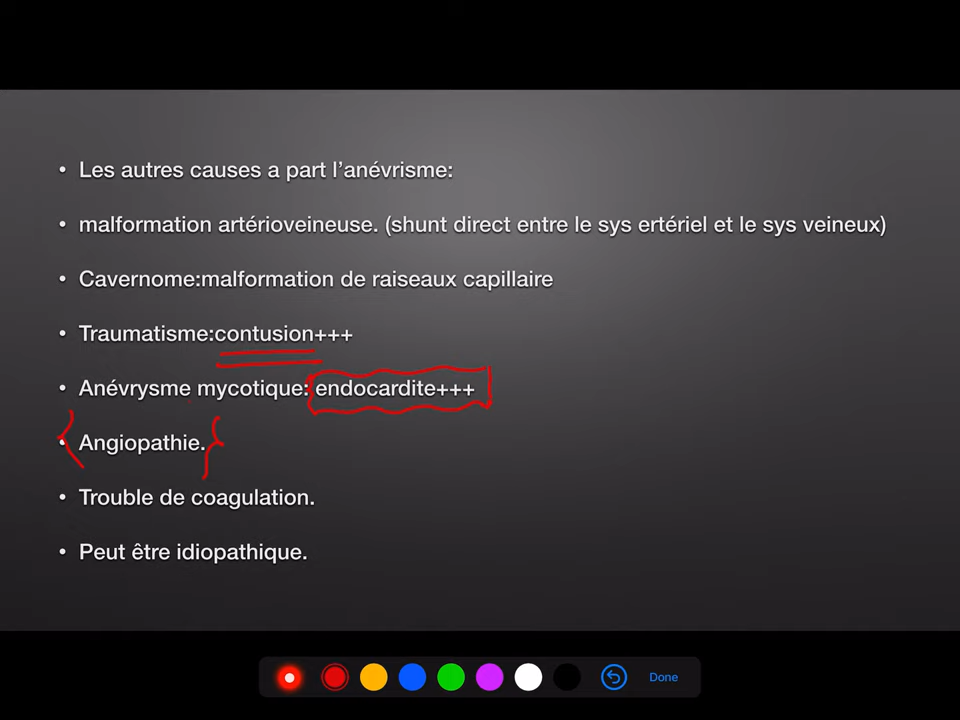 • Les autres causes a part l'anévrisme:
• malformation artérioveineuse. (shunt direct entre le sys ertériel et le sys veineux)
• Cavernome:malformation de raiseaux capillaire
• Traumatisme:contusion+++
• Anévrysme mycotique: endocardite+++
• Angiopathie.
• Trouble de coagulation.
• Peut être idiopathique.
Done